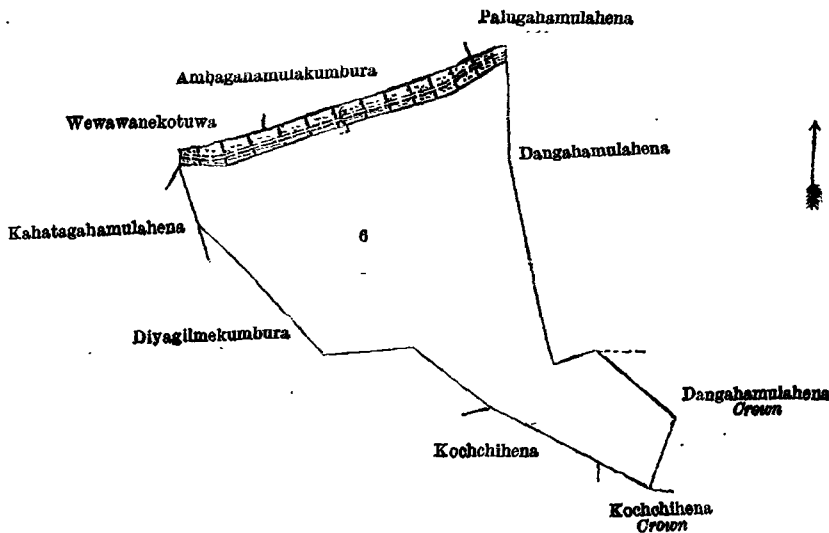 Palugahamulahena
Ambaganamulakumbura
Wewawanekotuwa
Dangahamulahena
Kahatagahamulahena
6
Diyagilmekumbura
Dangahamulahena
Crown
Kochchihena
Kochchihena
Crown